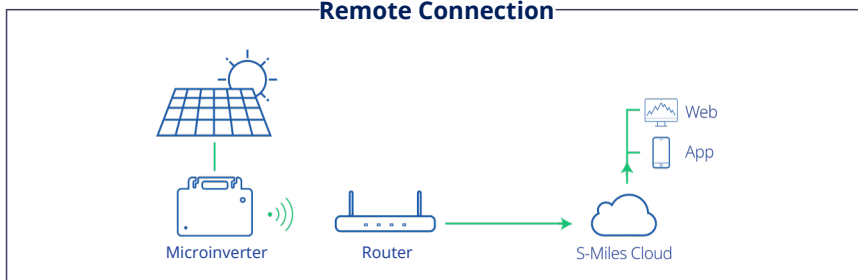 Remote Connection
Web
App
Microinverter
Router
S-Miles Cloud